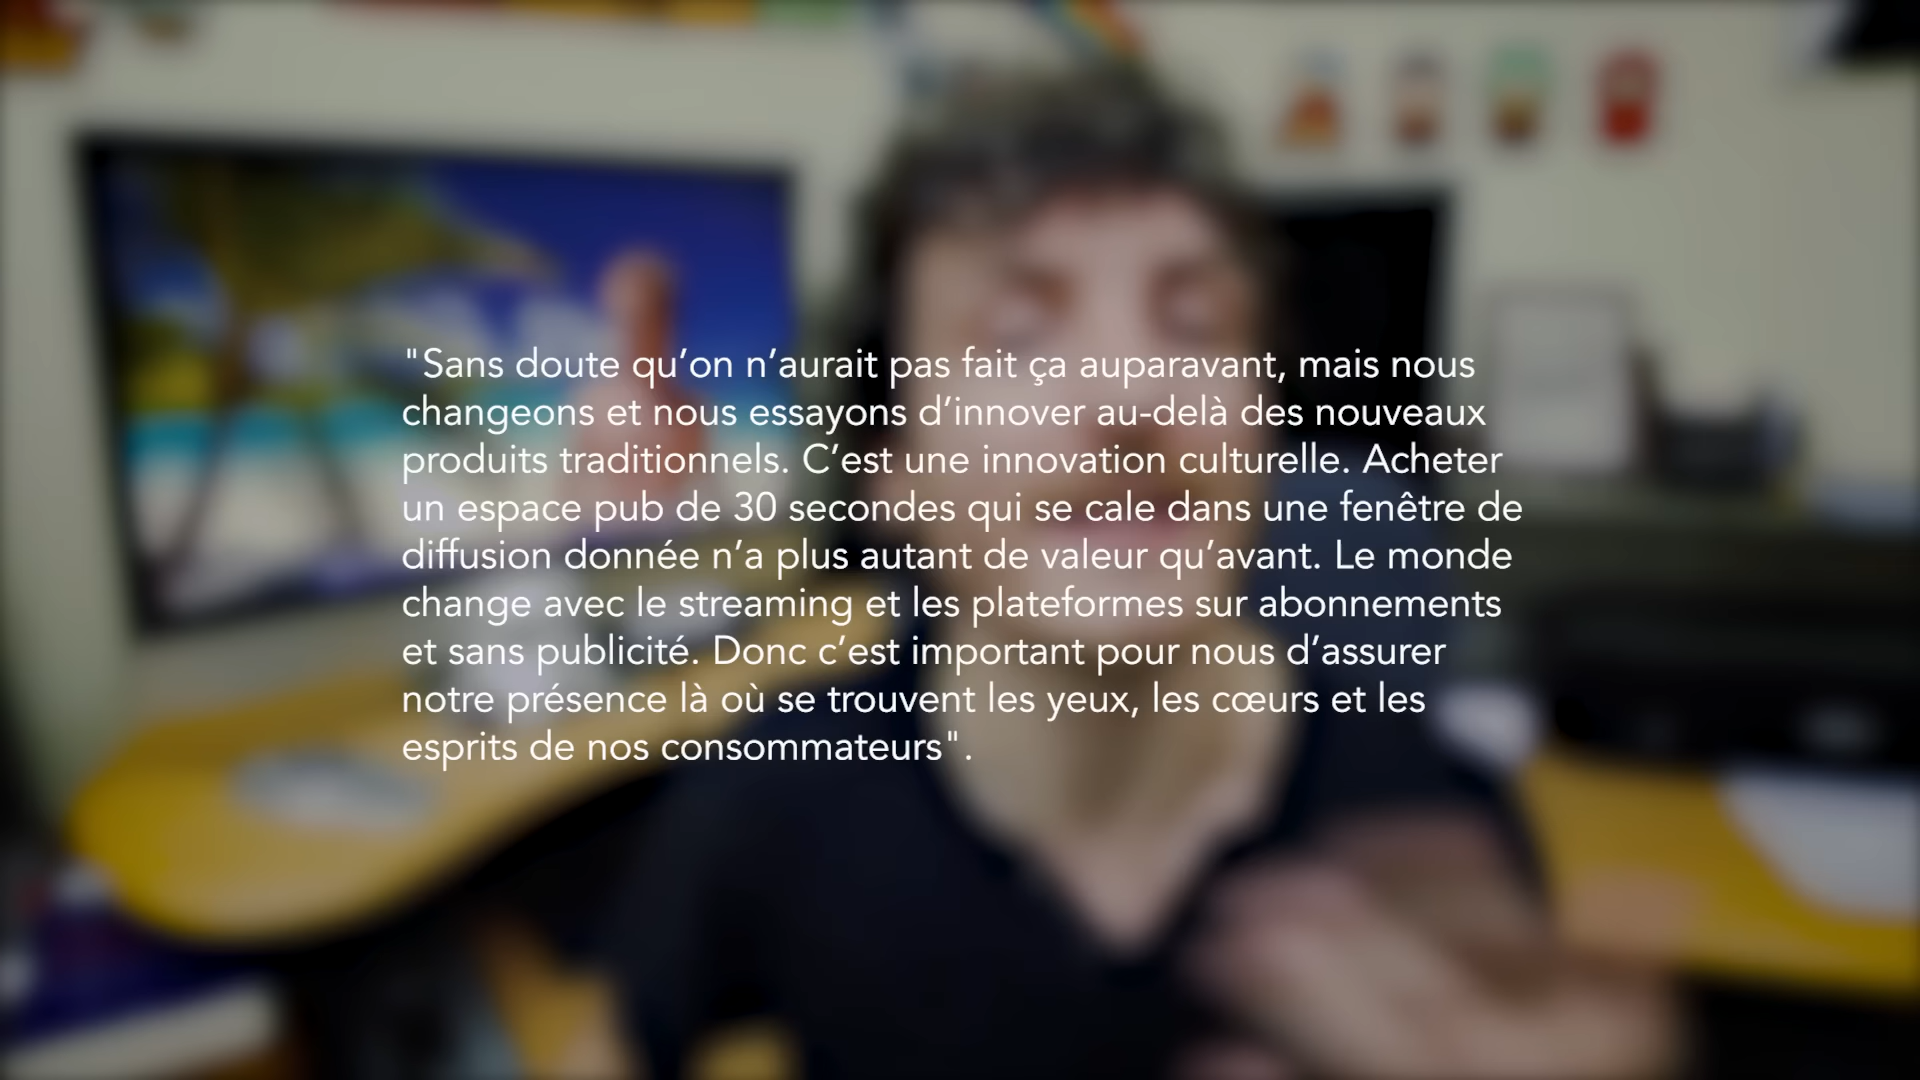 "Sans doute qu’on n’aurait pas fait ça auparavant, mais nous
changeons et nous essayons d’innover au-delà des nouveaux
produits traditionnels. C’est une innovation culturelle. Acheter
un espace pub de 30 secondes qui se cale dans une fenêtre de
diffusion donnée n’a plus autant de valeur qu’avant. Le monde
change avec le streaming et les plateformes sur abonnements
et sans publicité. Donc c’est important pour nous d’assurer
notre présence là où se trouvent les yeux, les cœurs et les
esprits de nos consommateurs".